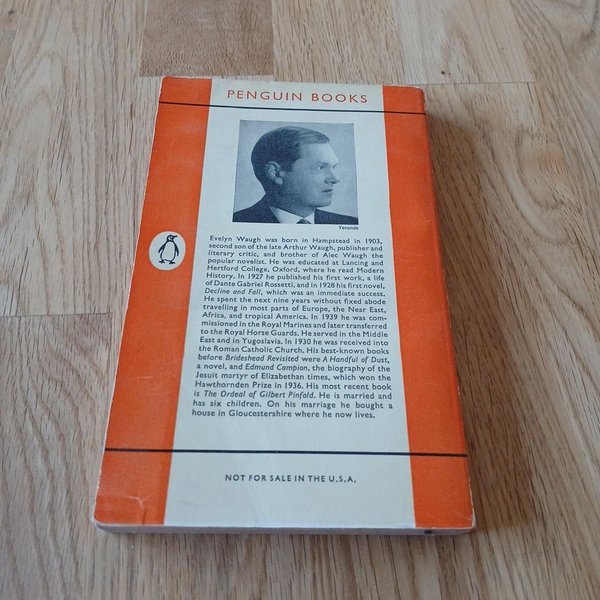 PENGUIN BOOKS
Yevonde
Evelyn Waugh was born in Hampstead in 1903,
second son of the late Arthur Waugh, publisher and
literary critic, and brother of Alec Waugh the
popular novelist. He was educated at Lancing and
Hertford College, Oxford, where he read Modern
History. In 1927 he published his first work, a life
of Dante Gabriel Rossetti, and in 1928 his first novel,
Decline and Fall, which was an immediate success.
He spent the next nine years without fixed abode
travelling in most parts of Europe, the Near East,
Africa, and tropical America. In 1939 he was com-
missioned in the Royal Marines and later transferred
to the Royal Horse Guards. He served in the Middle
East and in Yugoslavia. In 1930 he was received into
the Roman Catholic Church. His best-known books
before Brideshead Revisited were A Handful of Dust,
a novel, and Edmund Campion, the biography of the
Jesuit martyr of Elizabethan times, which won the
Hawthornden Prize in 1936. His most recent book
is The Ordeal of Gilbert Pinfold. He is married and
has six children. On his marriage he bought a
house in Gloucestershire where he now lives.
NOT FOR SALE IN THE U.S.A.